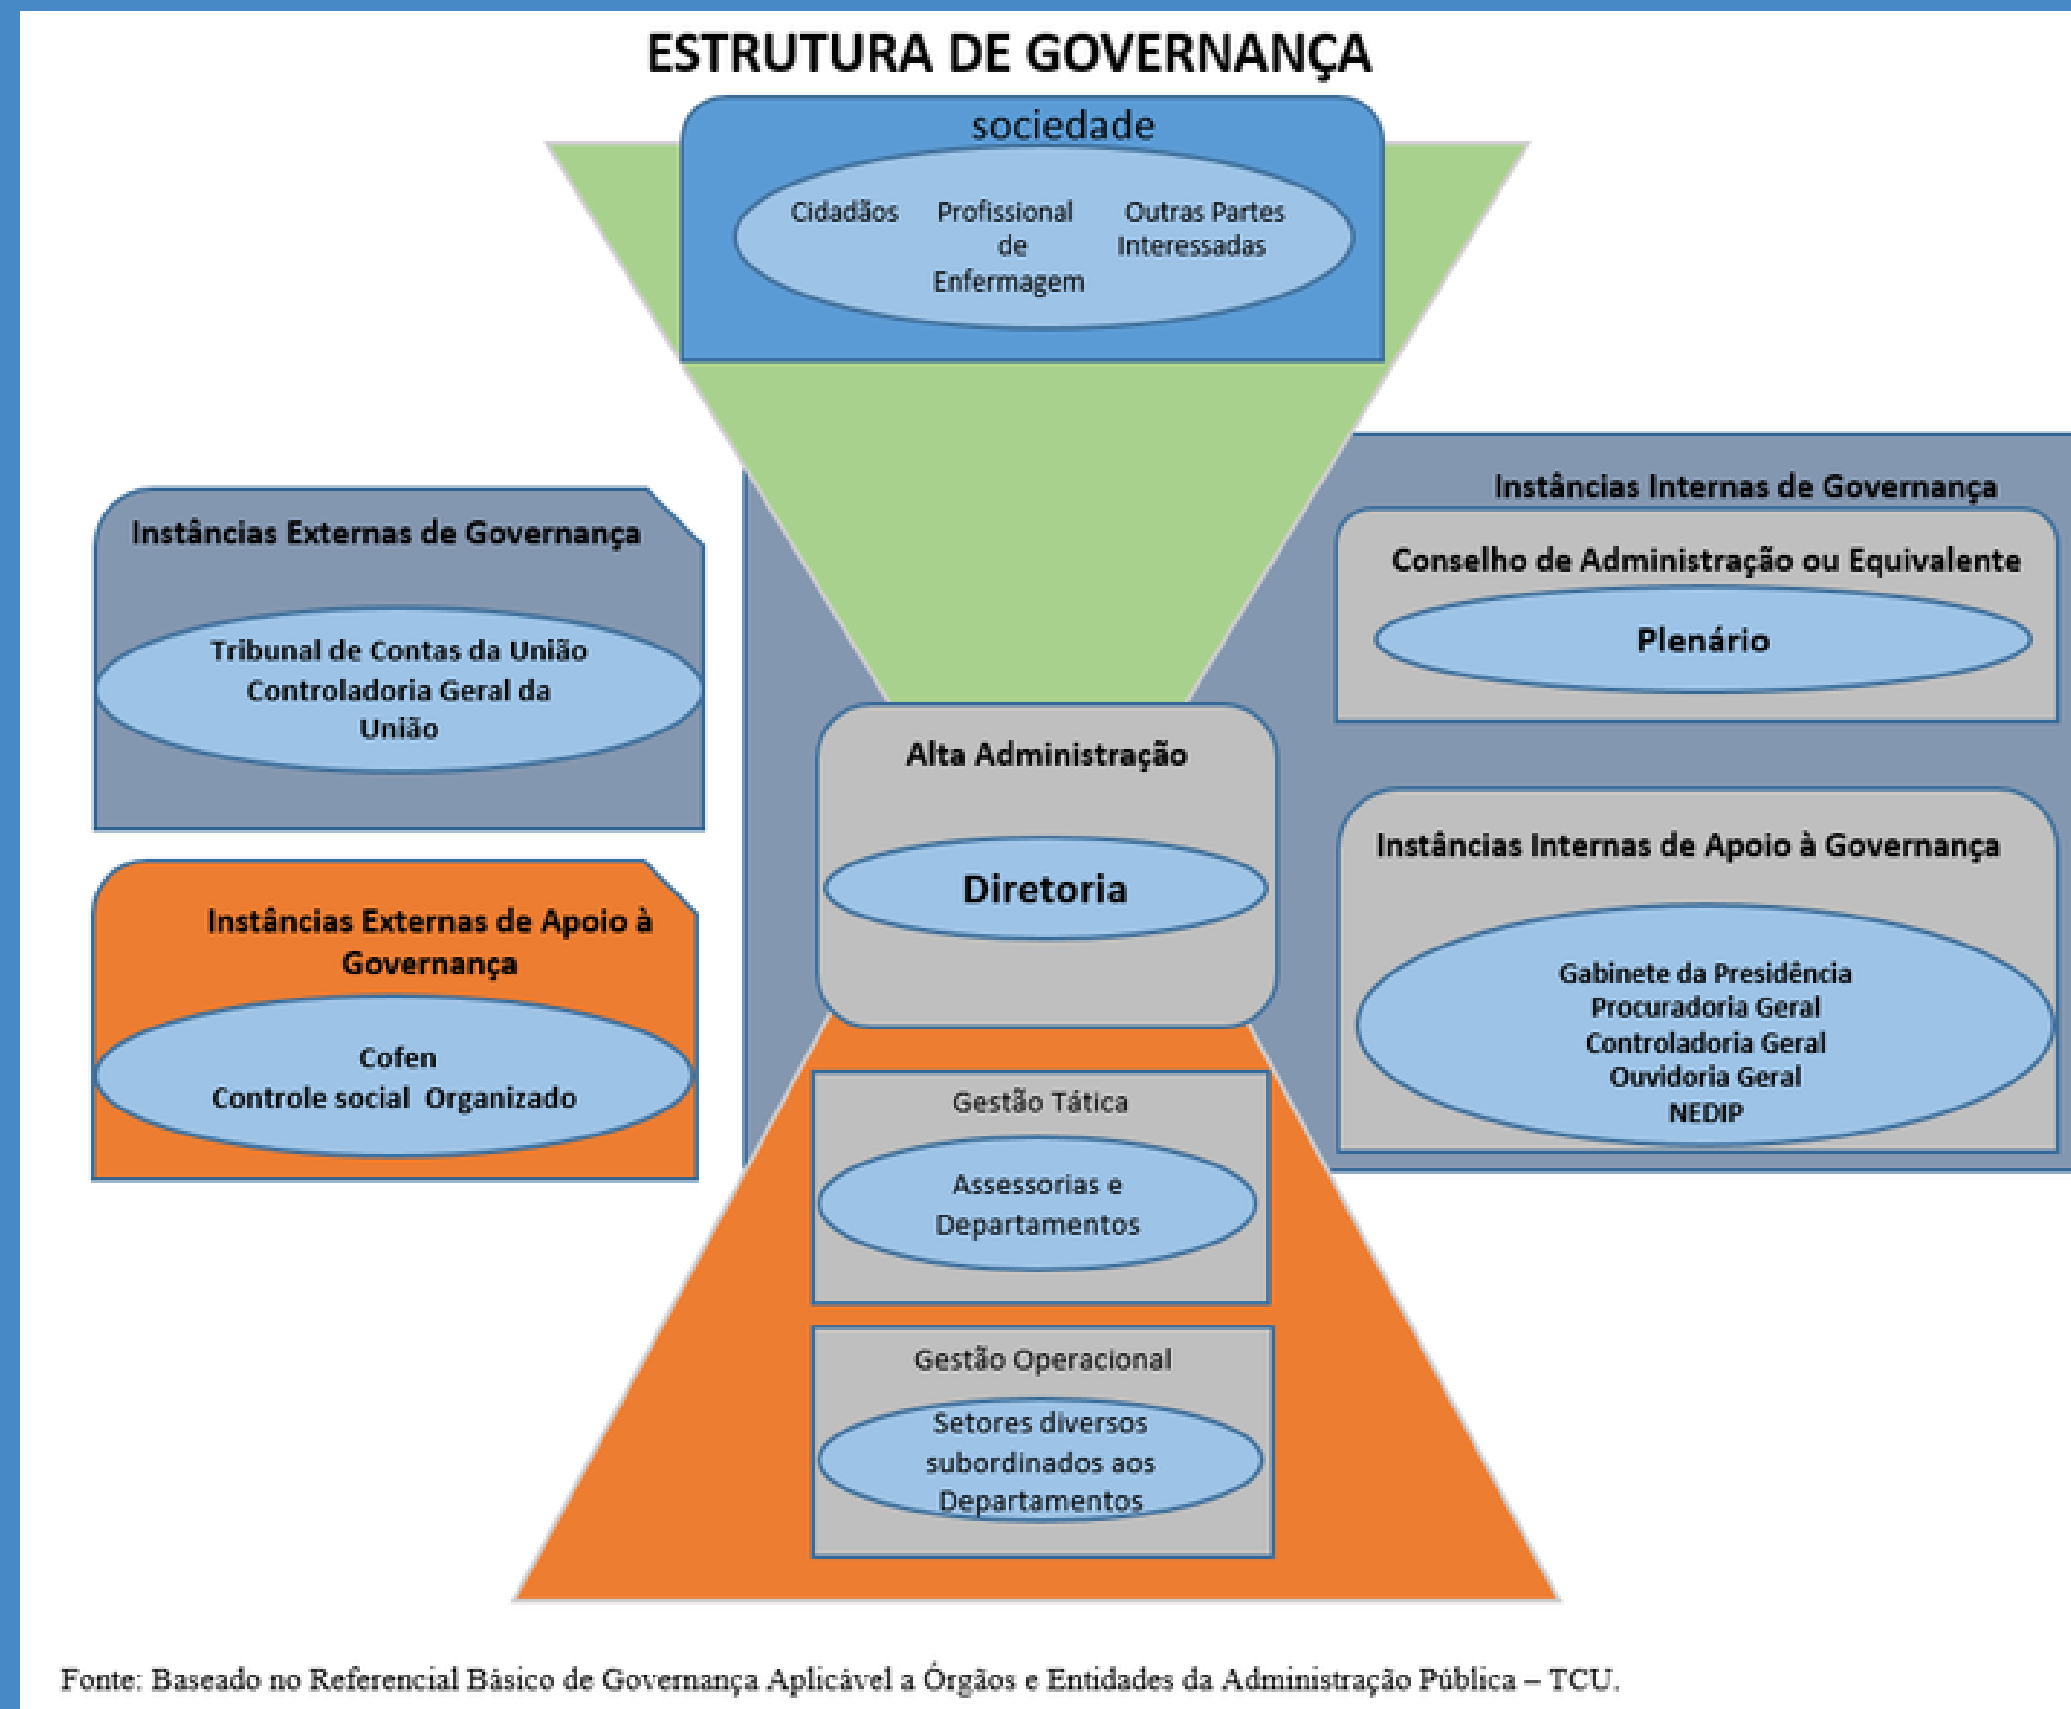 ESTRUTURA DE GOVERNANÇA
sociedade
Cidadãos Profissional Outras Partes
de Interessadas
Enfermagem
Instâncias Externas de Governança
Tribunal de Contas da União
Controladoria Geral da
União
Instâncias Externas de Apoio à
Governança
Cofen
Controle social Organizado
Alta Administração
Diretoria
Gestão Tática
Assessorias e
Departamentos
Gestão Operacional
Setores diversos
subordinados aos
Departamentos
Instâncias Internas de Governança
Conselho de Administração ou Equivalente
Plenário
Instâncias Internas de Apoio à Governança
Gabinete da Presidência
Procuradoria Geral
Controladoria Geral
Ouvidoria Geral
NEDIP
Fonte: Baseado no Referencial Básico de Governança Aplicável a Órgãos e Entidades da Administração Pública – TCU.